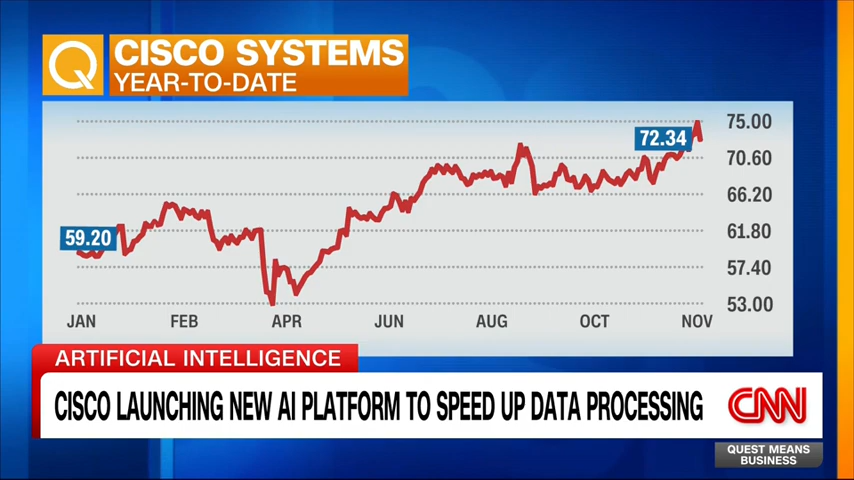 Q
CISCO SYSTEMS
YEAR-TO-DATE
75.00
72.34
70.60
66.20
61.80
59.20
57.40
53.00
JAN FEB APR JUN AUG OCT NOV
ARTIFICIAL INTELLIGENCE
CISCO LAUNCHING NEW AI PLATFORM TO SPEED UP DATA PROCESSING
CNN
QUEST MEANS
BUSINESS